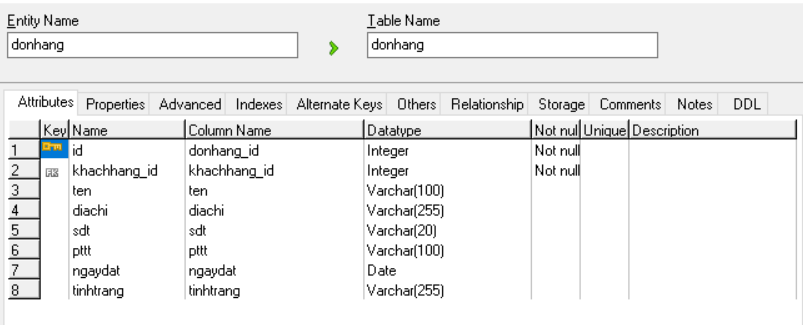 Entity Name Table Name
donhang donhang
Attributes Properties Advanced Indexes Alternate Keys Others Relationship Storage Comments Notes DDL
Key Name Column Name Datatype Not nul Unique Description
1 id donhang_id Integer Not null
2 khachhang_id khachhang_id Integer Not null
3 ten ten Varchar(100)
4 diachi diachi Varchar(255)
5 sdt sdt Varchar(20)
6 pttt pttt Varchar(100)
7 ngaydat ngaydat Date
8 tinhtrang tinhtrang Varchar(255)